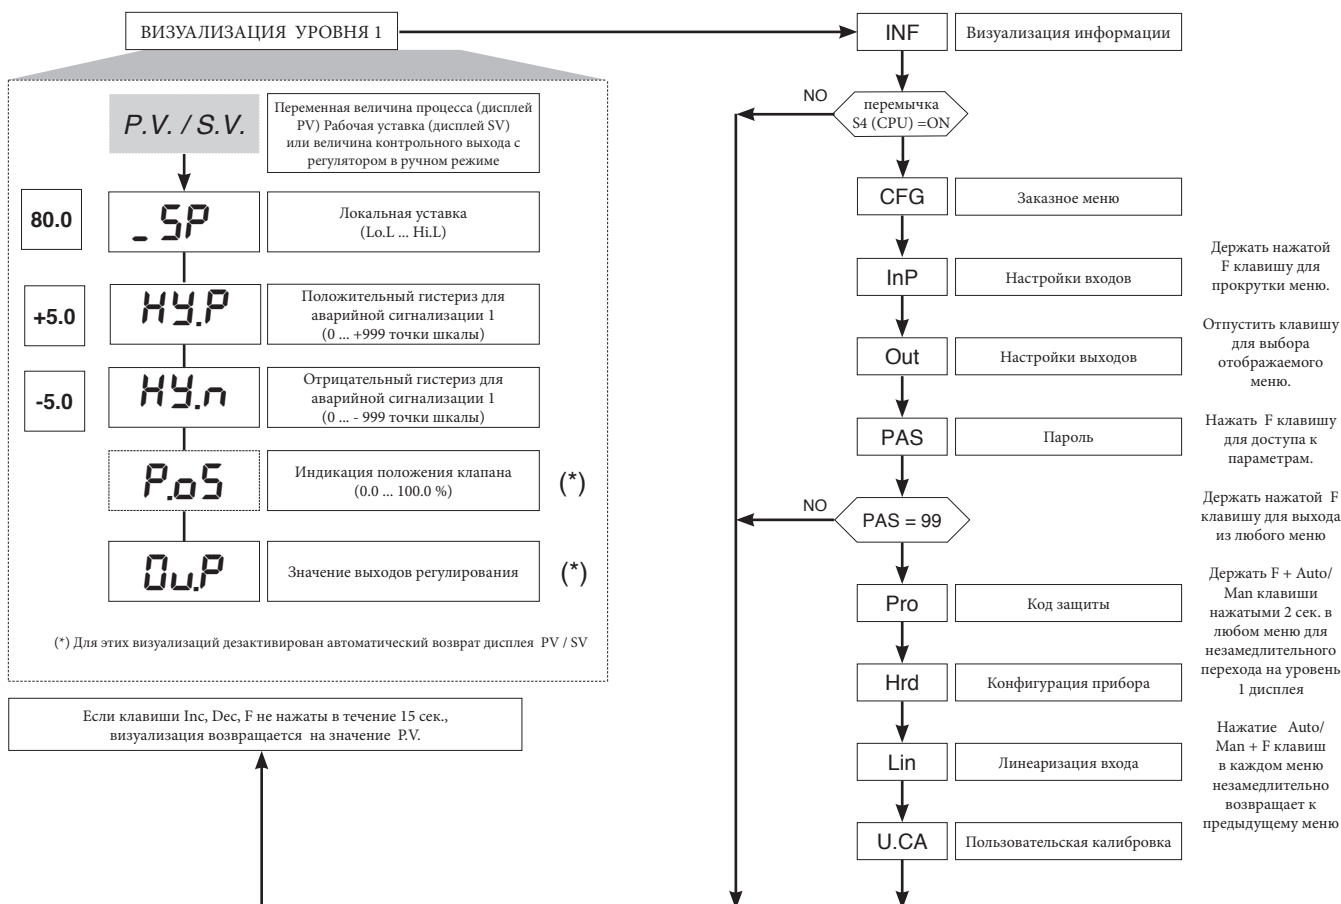 ВИЗУАЛИЗАЦИЯ УРОВНЯ 1
P.V. / S.V.
Переменная величина процесса (дисплей
PV) Рабочая уставка (дисплей SV)
или величина контрольного выхода с
регулятором в ручном режиме
80.0
_ SP
Локальная уставка
(Lo.L ... Hi.L)
+5.0
HY.P
Положительный гистериз для
аварийной сигнализации 1
(0 ... +999 точки шкалы)
-5.0
HY.n
Отрицательный гистериз для
аварийной сигнализации 1
(0 ... - 999 точки шкалы)
P.oS
Индикация положения клапана
(0.0 ... 100.0 %)
(*)
Ou.P
Значение выходов регулирования
(*)
(*) Для этих визуализаций дезактивирован автоматический возврат дисплея PV / SV
Если клавиши Inc, Dec, F не нажаты в течение 15 сек.,
визуализация возвращается на значение P.V.
INF
Визуализация информации
NO
перемычка
S4 (CPU) =ON
CFG
Заказное меню
InP
Настройки входов
Out
Настройки выходов
PAS
Пароль
NO
PAS = 99
Pro
Код защиты
Hrd
Конфигурация прибора
Lin
Линеаризация входа
U.CA
Пользовательская калибровка
Держать нажатой
F клавишу для
прокрутки меню.
Отпустить клавишу
для выбора
отображаемого
меню.
Нажать F клавишу
для доступа к
параметрам.
Держать нажатой F
клавишу для выхода
из любого меню
Держать F + Auto/
Man клавиши
нажатыми 2 сек. в
любом меню для
незамедлительного
перехода на уровень
1 дисплея
Нажатие Auto/
Man + F клавиш
в каждом меню
незамедлительно
возвращает к
предыдущему меню